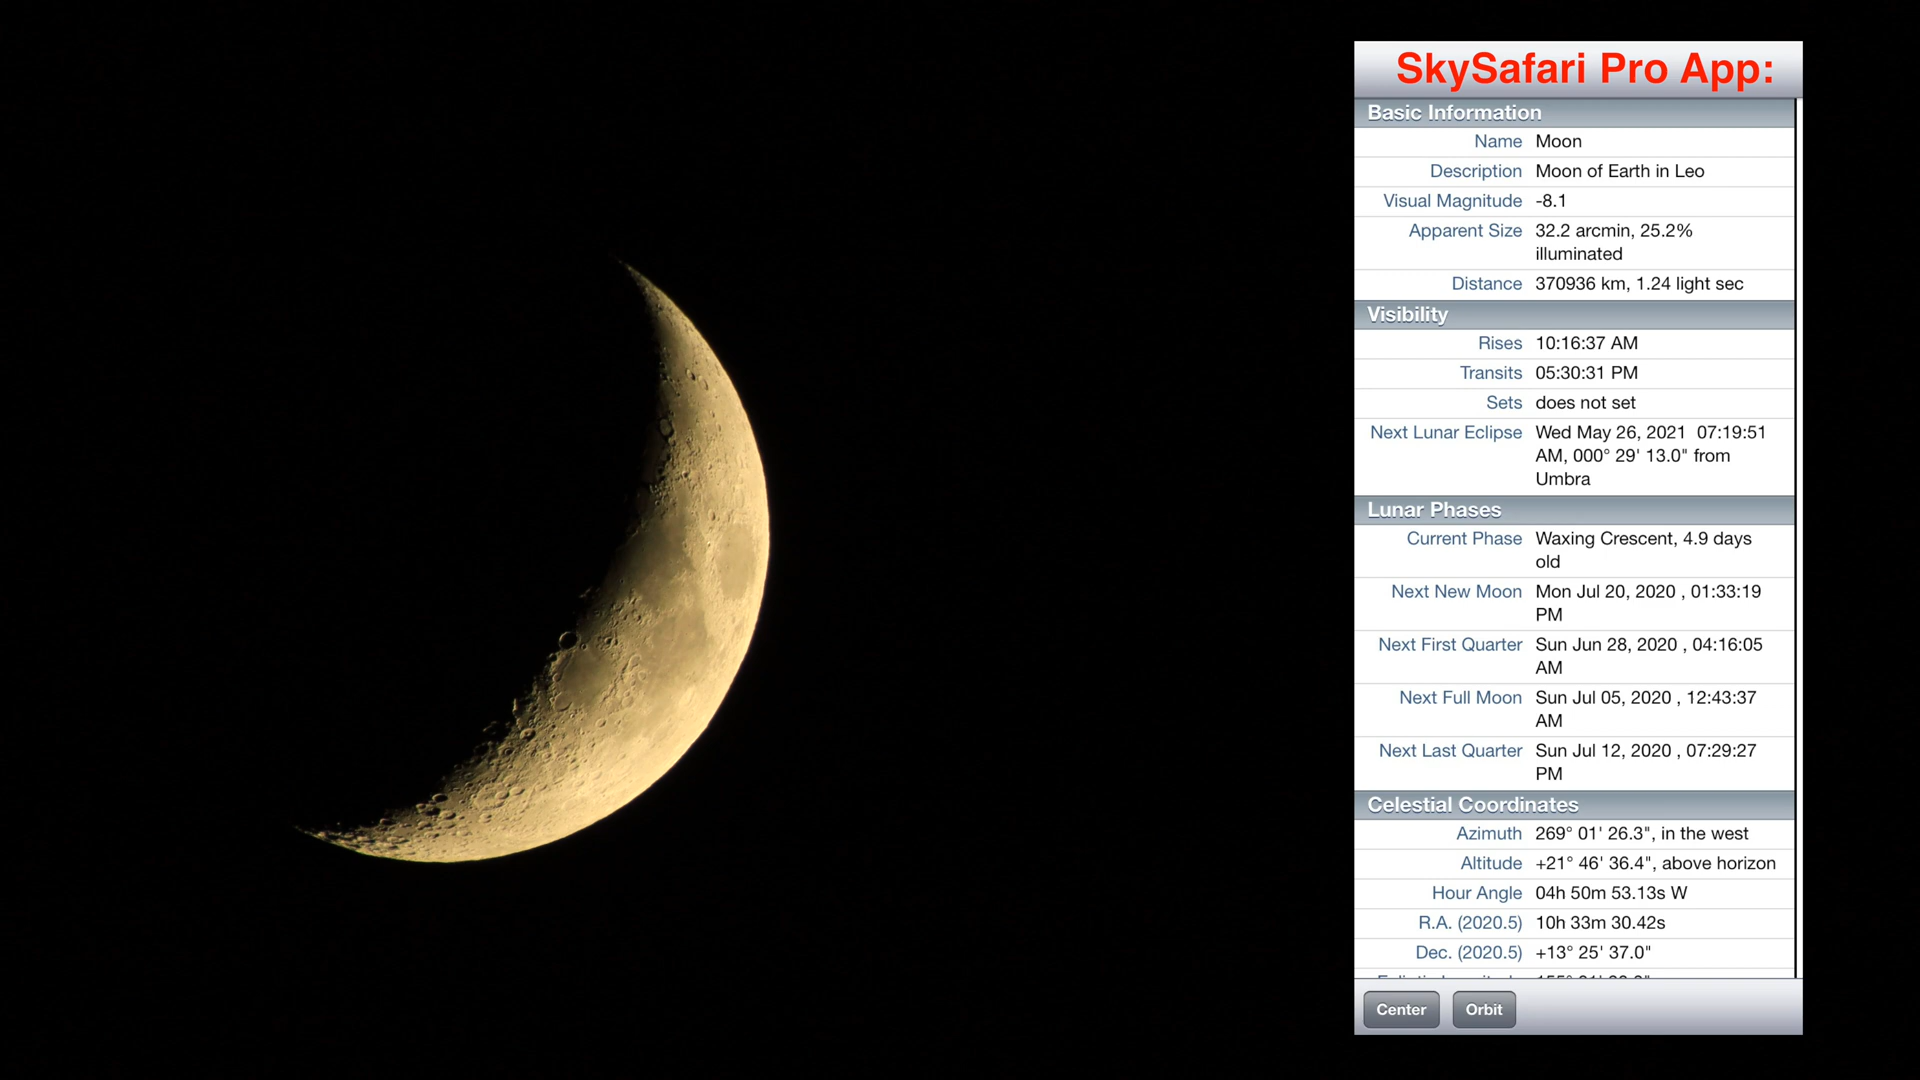 SkySafari Pro App:
Basic Information
Name Moon
Description Moon of Earth in Leo
Visual Magnitude -8.1
Apparent Size 32.2 arcmin, 25.2%
illuminated
Distance 370936 km, 1.24 light sec
Visibility
Rises 10:16:37 AM
Transits 05:30:31 PM
Sets does not set
Next Lunar Eclipse Wed May 26, 2021 07:19:51
AM, 000° 29' 13.0" from
Umbra
Lunar Phases
Current Phase Waxing Crescent, 4.9 days
old
Next New Moon Mon Jul 20, 2020 , 01:33:19
PM
Next First Quarter Sun Jun 28, 2020 , 04:16:05
AM
Next Full Moon Sun Jul 05, 2020 , 12:43:37
AM
Next Last Quarter Sun Jul 12, 2020 , 07:29:27
PM
Celestial Coordinates
Azimuth 269° 01' 26.3", in the west
Altitude +21° 46' 36.4", above horizon
Hour Angle 04h 50m 53.13s W
R.A. (2020.5) 10h 33m 30.42s
Dec. (2020.5) +13° 25' 37.0"
Center Orbit